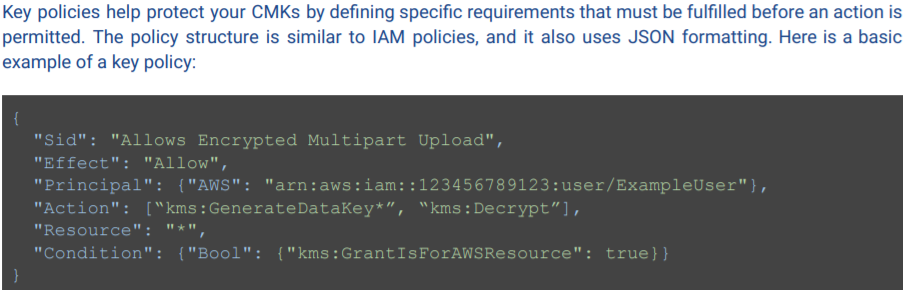 Key policies help protect your CMKs by defining specific requirements that must be fulfilled before an action is
permitted. The policy structure is similar to IAM policies, and it also uses JSON formatting. Here is a basic
example of a key policy:
{
  "Sid": "Allows Encrypted Multipart Upload",
  "Effect": "Allow",
  "Principal": {"AWS": "arn:aws:iam::123456789123:user/ExampleUser"},
  "Action": [“kms:GenerateDataKey*”, “kms:Decrypt”],
  "Resource": "*",
  "Condition": {"Bool": {"kms:GrantIsForAWSResource": true}}
}